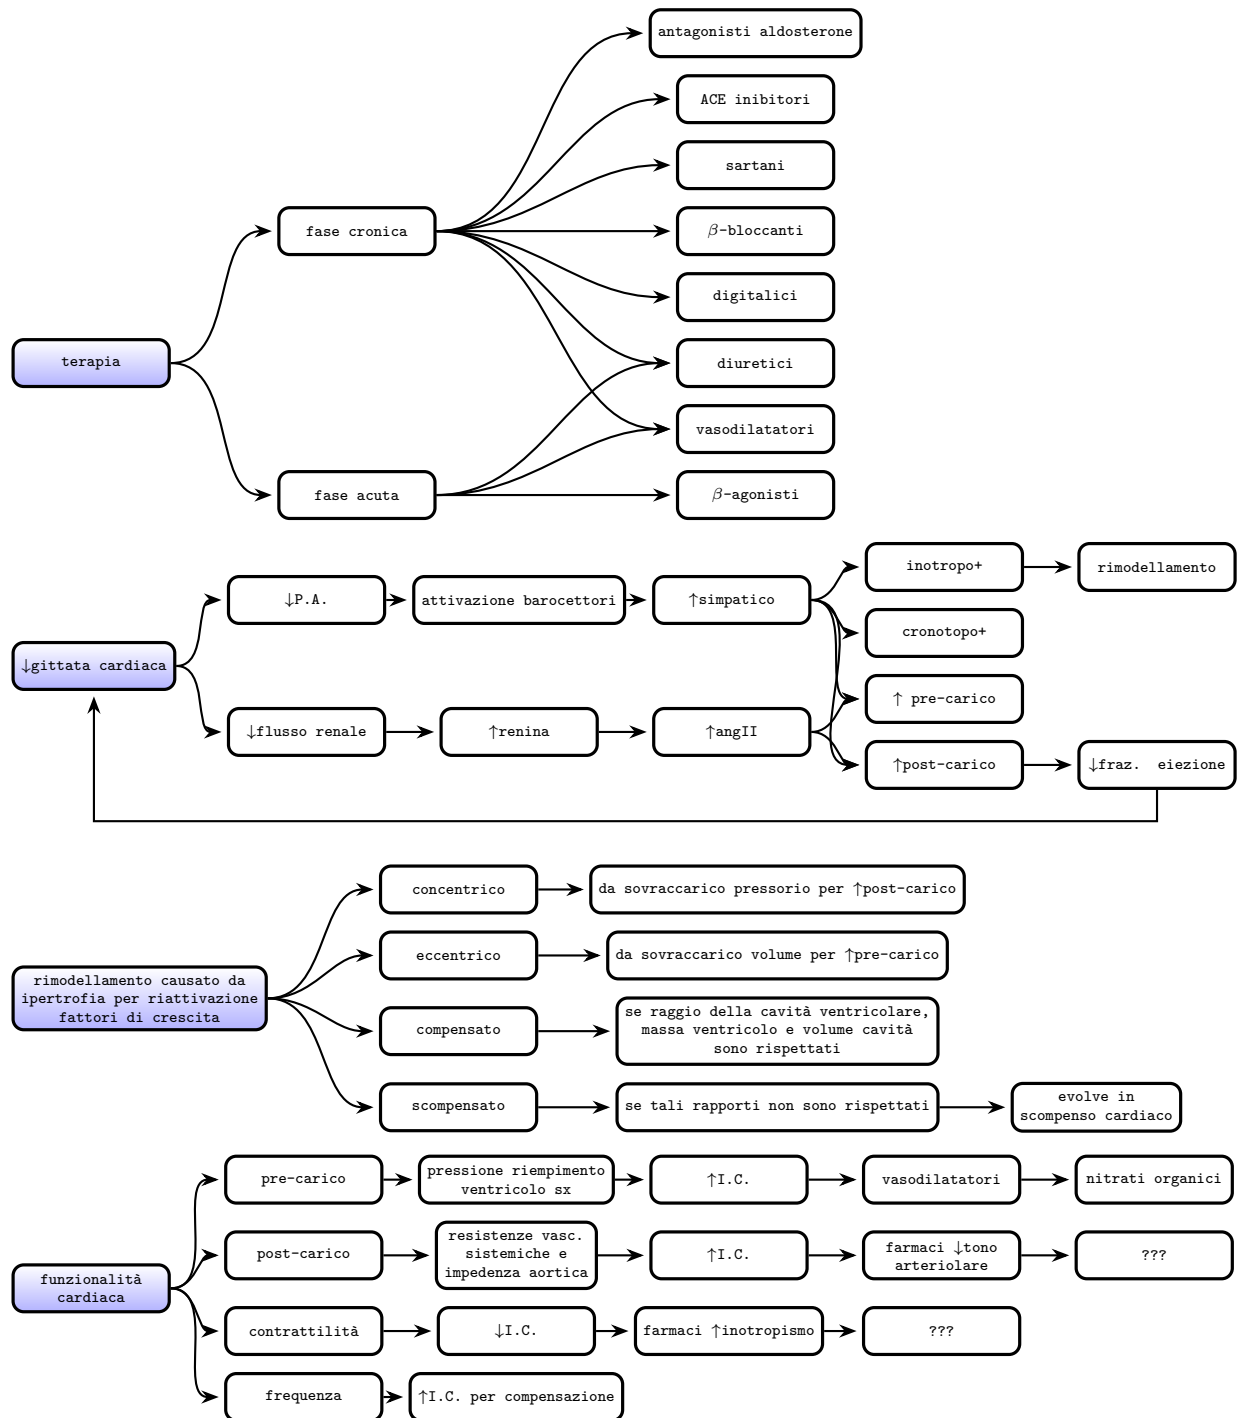 antagonisti aldosterone
ACE inibitori
sartani
fase cronica
β-bloccanti
digitalici
terapia
diuretici
vasodilatatori
fase acuta
β-agonisti
inotropo+
rimodellamento
↓P.A.
attivazione barocettori
↑simpatico
cronotopo+
↓gittata cardiaca
↑ pre-carico
↓flusso renale
↑renina
↑angII
↑post-carico
↓fraz. eiezione
concentrico
da sovraccarico pressorio per ↑post-carico
eccentrico
da sovraccarico volume per ↑pre-carico
rimodellamento causato da
ipertrofia per riattivazione
fattori di crescita
compensato
se raggio della cavità ventricolare,
massa ventricolo e volume cavità
sono rispettati
scompensato
se tali rapporti non sono rispettati
evolve in
scompenso cardiaco
pre-carico
pressione riempimento
ventricolo sx
↑I.C.
vasodilatatori
nitrati organici
post-carico
resistenze vasc.
sistemiche e
impedenza aortica
↑I.C.
farmaci ↓tono
arteriolare
???
funzionalità
cardiaca
contrattilità
↓I.C.
farmaci ↑inotropismo
???
frequenza
↑I.C. per compensazione